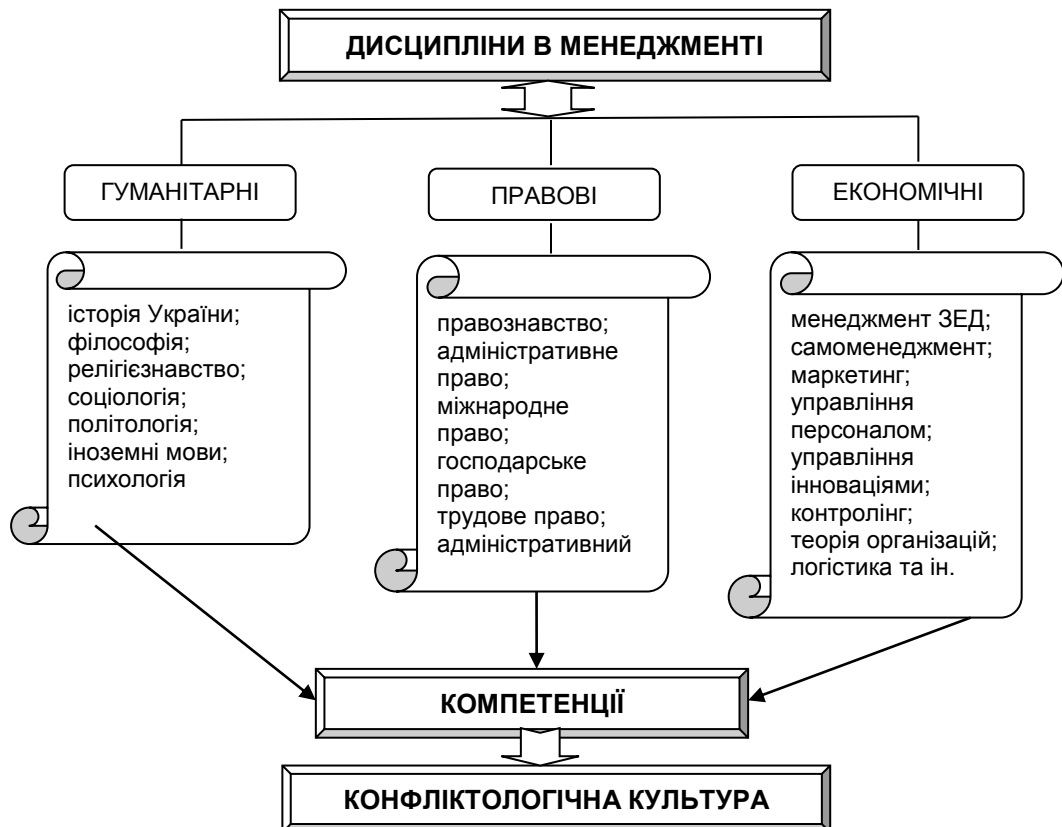 ДИСЦИПЛІНИ В МЕНЕДЖМЕНТІ
ГУМАНІТАРНІ
ПРАВОВІ
ЕКОНОМІЧНІ
історія України;
філософія;
релігієзнавство;
соціологія;
політологія;
іноземні мови;
психологія
правознавство;
адміністративне
право;
міжнародне
право;
господарське
право;
трудове право;
адміністративний
менеджмент ЗЕД;
самоменеджмент;
маркетинг;
управління
персоналом;
управління
інноваціями;
контролінг;
теорія організацій;
логістика та ін.
КОМПЕТЕНЦІЇ
КОНФЛІКТОЛОГІЧНА КУЛЬТУРА